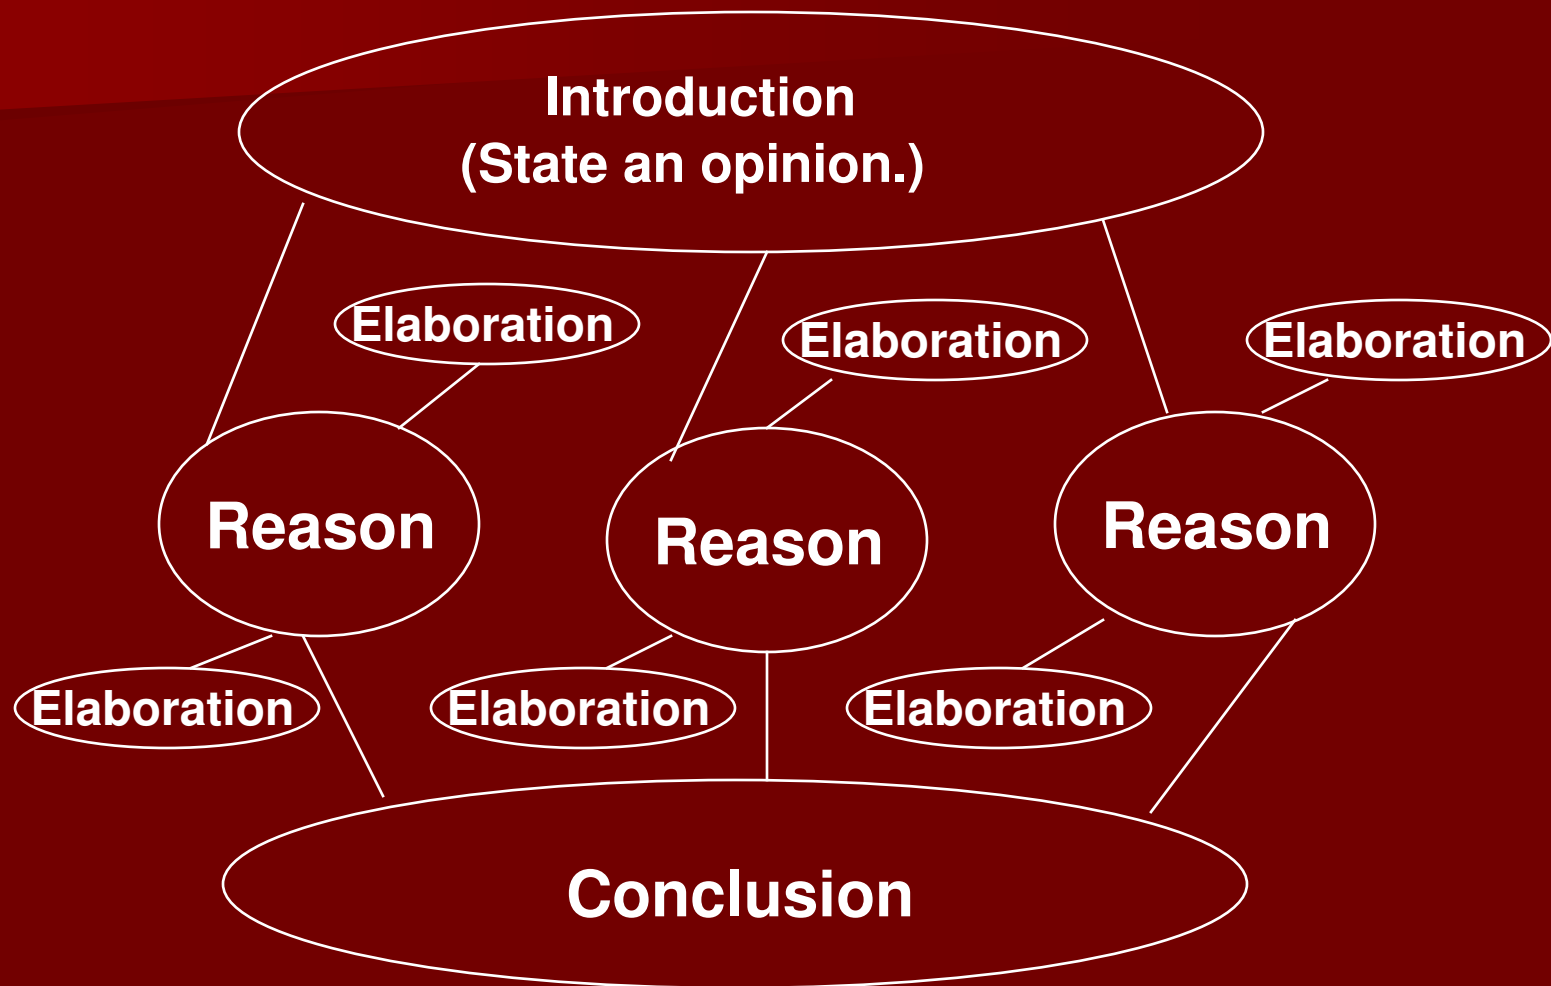 Introduction
(State an opinion.)
Elaboration
Elaboration
Elaboration
Reason
Reason
Reason
Elaboration
Elaboration
Elaboration
Conclusion